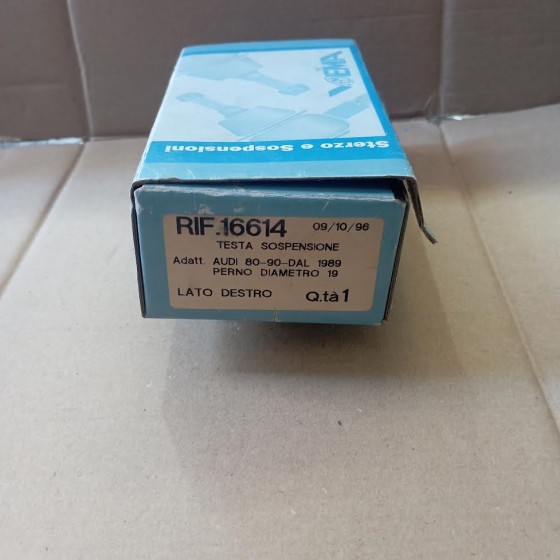 VEMA
Sterzo e Sospensioni
RIF.16614 09/10/96
TESTA SOSPENSIONE
Adatt. AUDI 80-90-DAL 1989
PERNO DIAMETRO 19
LATO DESTRO Q.tà 1